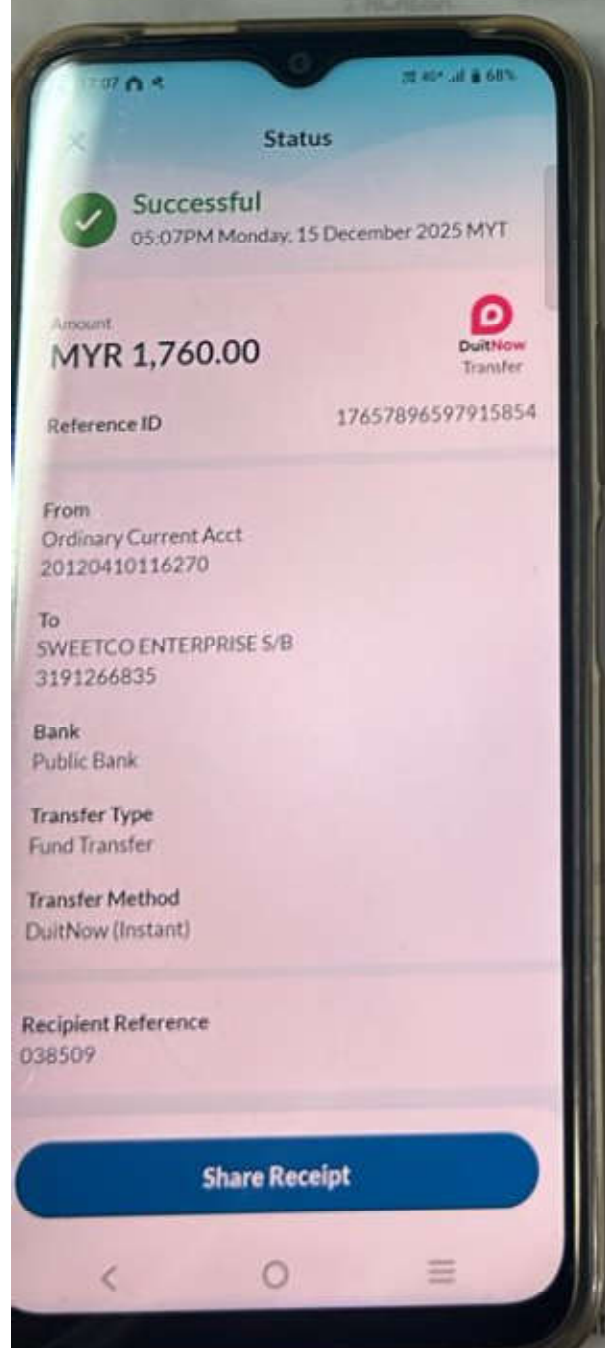 Status
Successful
05:07PM Monday, 15 December 2025 MYT
Amount
MYR 1,760.00
DuitNow
Transfer
Reference ID
17657896597915854
From
Ordinary Current Acct
20120410116270
To
SWEETCO ENTERPRISE S/B
3191266835
Bank
Public Bank
Transfer Type
Fund Transfer
Transfer Method
DuitNow (Instant)
Recipient Reference
038509
Share Receipt